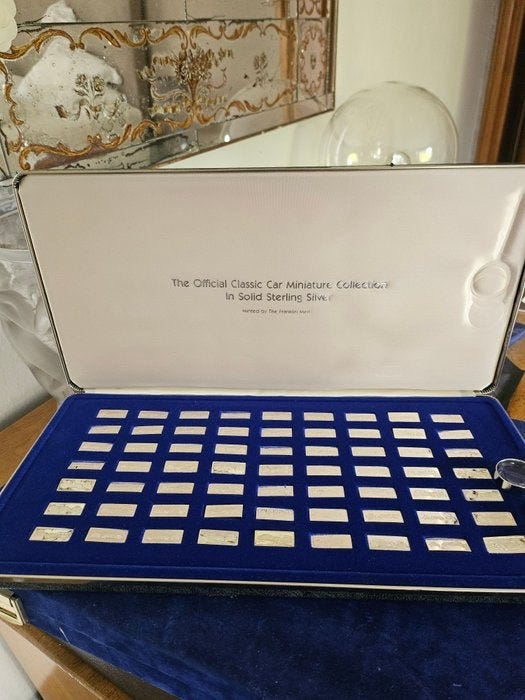 The Official Classic Car Miniature Collection
In Solid Sterling Silver
Minted by The Franklin Mint